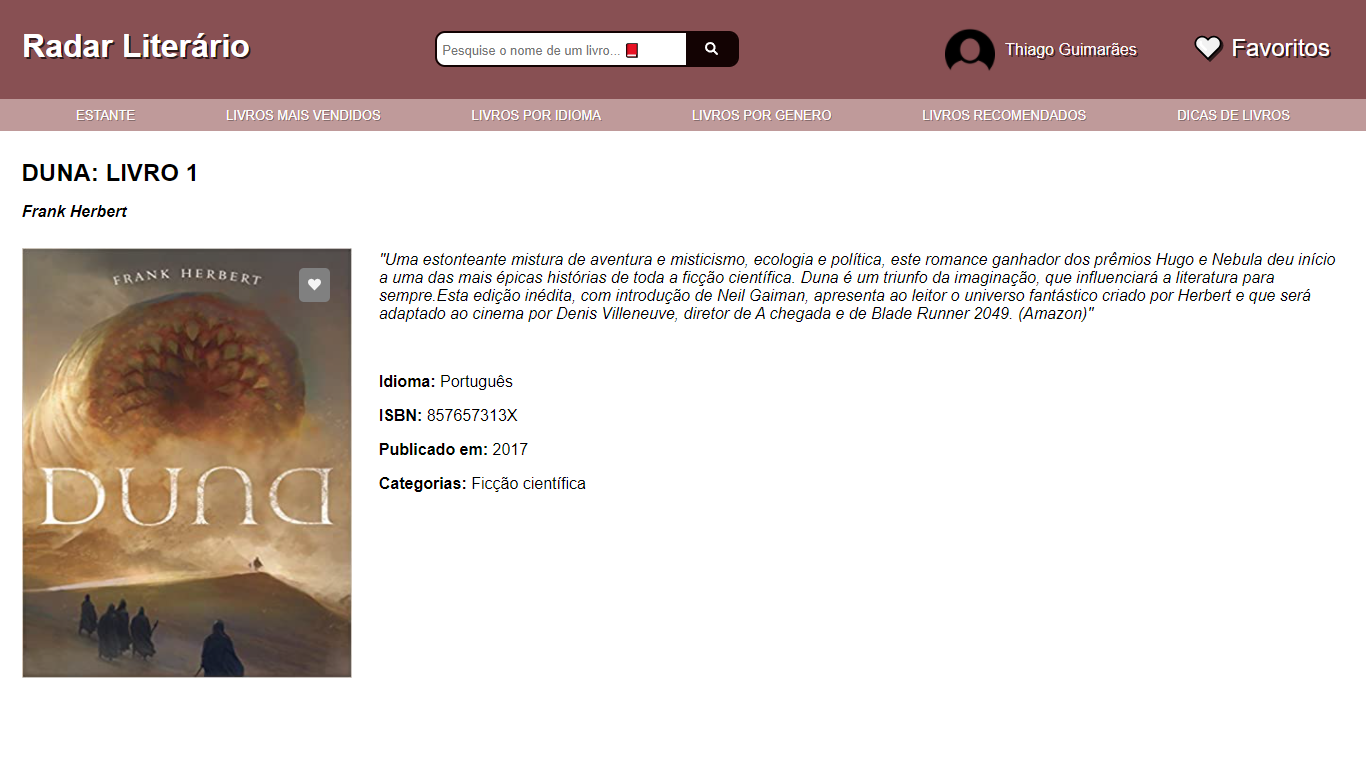 Radar Literário
Pesquise o nome de um livro...
Thiago Guimarães
Favoritos
ESTANTE
LIVROS MAIS VENDIDOS
LIVROS POR IDIOMA
LIVROS POR GENERO
LIVROS RECOMENDADOS
DICAS DE LIVROS
DUNA: LIVRO 1
Frank Herbert
FRANK HERBERT
DUNA
"Uma estonteante mistura de aventura e misticismo, ecologia e política, este romance ganhador dos prêmios Hugo e Nebula deu início
a uma das mais épicas histórias de toda a ficção científica. Duna é um triunfo da imaginação, que influenciará a literatura para
sempre.Esta edição inédita, com introdução de Neil Gaiman, apresenta ao leitor o universo fantástico criado por Herbert e que será
adaptado ao cinema por Denis Villeneuve, diretor de A chegada e de Blade Runner 2049. (Amazon)"
Idioma: Português
ISBN: 857657313X
Publicado em: 2017
Categorias: Ficção científica